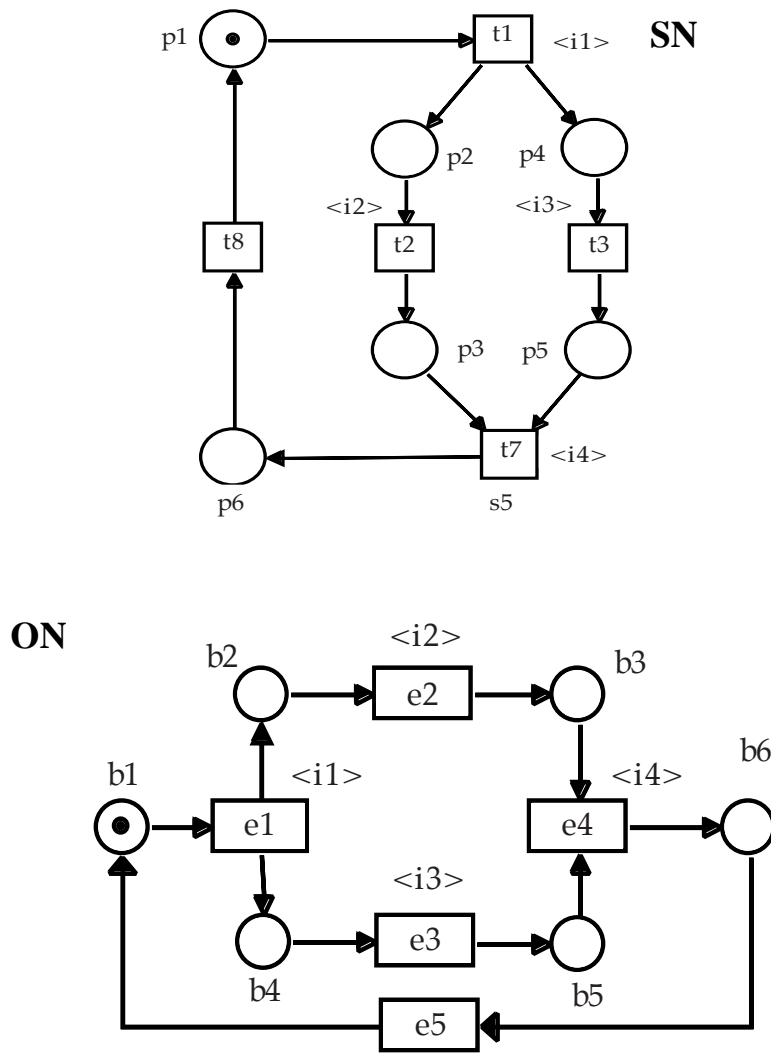 SN
p1
t1 <i1>
p2
p4
<i2>
<i3>
t8
t2
t3
p3
p5
t7
<i4>
p6
s5
ON
<i2>
b2
e2
b3
b6
b1
<i1>
<i4>
e1
e4
<i3>
e3
b4
b5
e5